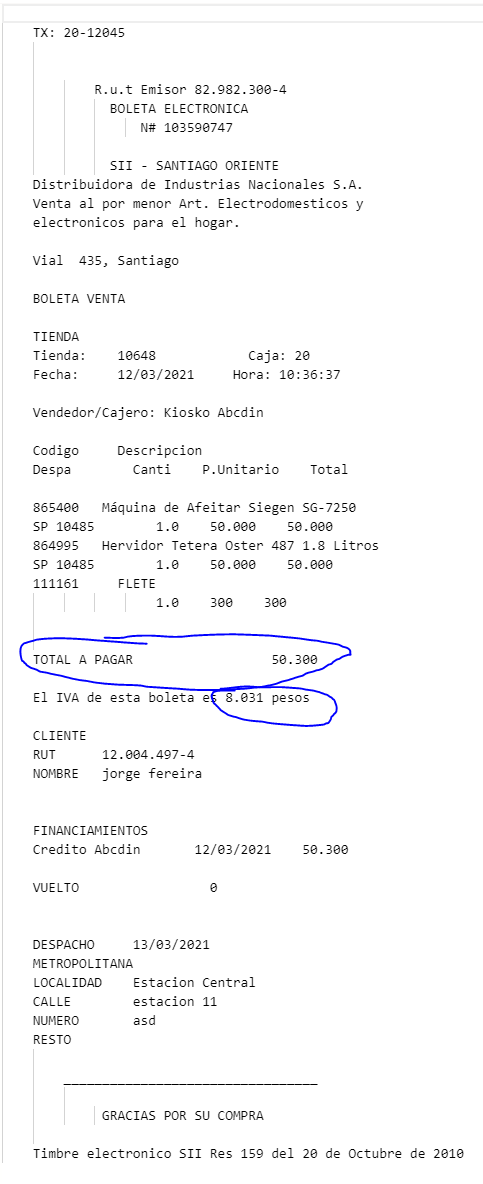 TX: 20-12045
R.u.t Emisor 82.982.300-4
BOLETA ELECTRONICA
N# 103590747
SII - SANTIAGO ORIENTE
Distribuidora de Industrias Nacionales S.A.
Venta al por menor Art. Electrodomesticos y
electronicos para el hogar.
Vial 435, Santiago
BOLETA VENTA
TIENDA
Tienda: 10648 Caja: 20
Fecha: 12/03/2021 Hora: 10:36:37
Vendedor/Cajero: Kiosko Abcdin
Codigo Descripcion
Despa Canti P.Unitario Total
865400 Máquina de Afeitar Siegen SG-7250
SP 10485 1.0 50.000 50.000
864995 Hervidor Tetera Oster 487 1.8 Litros
SP 10485 1.0 50.000 50.000
111161 FLETE
1.0 300 300
TOTAL A PAGAR 50.300
El IVA de esta boleta es 8.031 pesos
CLIENTE
RUT 12.004.497-4
NOMBRE jorge fereira
FINANCIAMIENTOS
Credito Abcdin 12/03/2021 50.300
VUELTO 0
DESPACHO 13/03/2021
METROPOLITANA
LOCALIDAD Estacion Central
CALLE estacion 11
NUMERO asd
RESTO
GRACIAS POR SU COMPRA
Timbre electronico SII Res 159 del 20 de Octubre de 2010